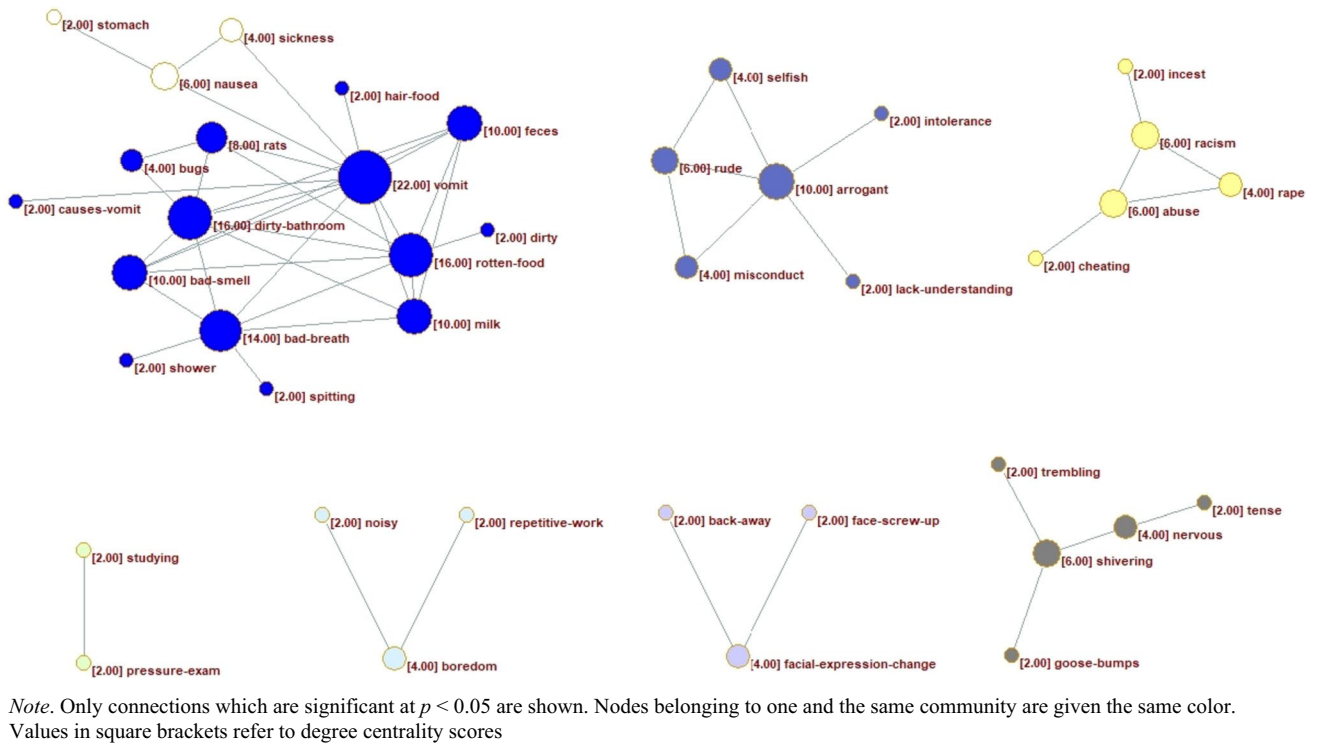 [2.00] stomach
[4.00] sickness
[6.00] nausea
[2.00] hair-food
[10.00] feces
[8.00] rats
[4.00] bugs
[22.00] vomit
[2.00] causes-vomit
[16.00] dirty-bathroom
[2.00] dirty
[16.00] rotten-food
[10.00] bad-smell
[10.00] milk
[14.00] bad-breath
[2.00] shower
[2.00] spitting
[4.00] selfish
[2.00] intolerance
[6.00] rude
[10.00] arrogant
[4.00] misconduct
[2.00] lack-understanding
[2.00] incest
[6.00] racism
[4.00] rape
[6.00] abuse
[2.00] cheating
[2.00] studying
[2.00] pressure-exam
[2.00] noisy
[2.00] repetitive-work
[4.00] boredom
[2.00] back-away
[2.00] face-screw-up
[4.00] facial-expression-change
[2.00] trembling
[2.00] tense
[4.00] nervous
[6.00] shivering
[2.00] goose-bumps
Note. Only connections which are significant at p < 0.05 are shown. Nodes belonging to one and the same community are given the same color.
Values in square brackets refer to degree centrality scores